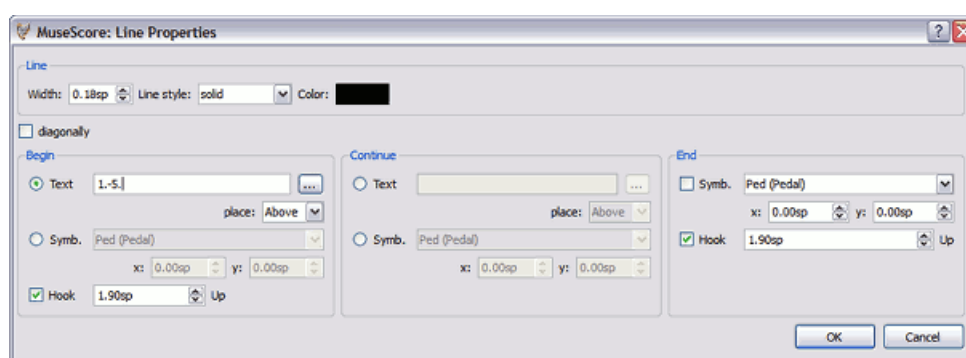 MuseScore: Line Properties
Line
Width: 0.18sp Line style: solid Color:
diagonally
Begin
Text 1.-5. ...
place: Above
Symb. Ped (Pedal)
x: 0.00sp y: 0.00sp
Hook 1.90sp Up
Continue
Text ...
place: Above
Symb. Ped (Pedal)
x: 0.00sp y: 0.00sp
End
Symb. Ped (Pedal)
x: 0.00sp y: 0.00sp
Hook 1.90sp Up
OK Cancel